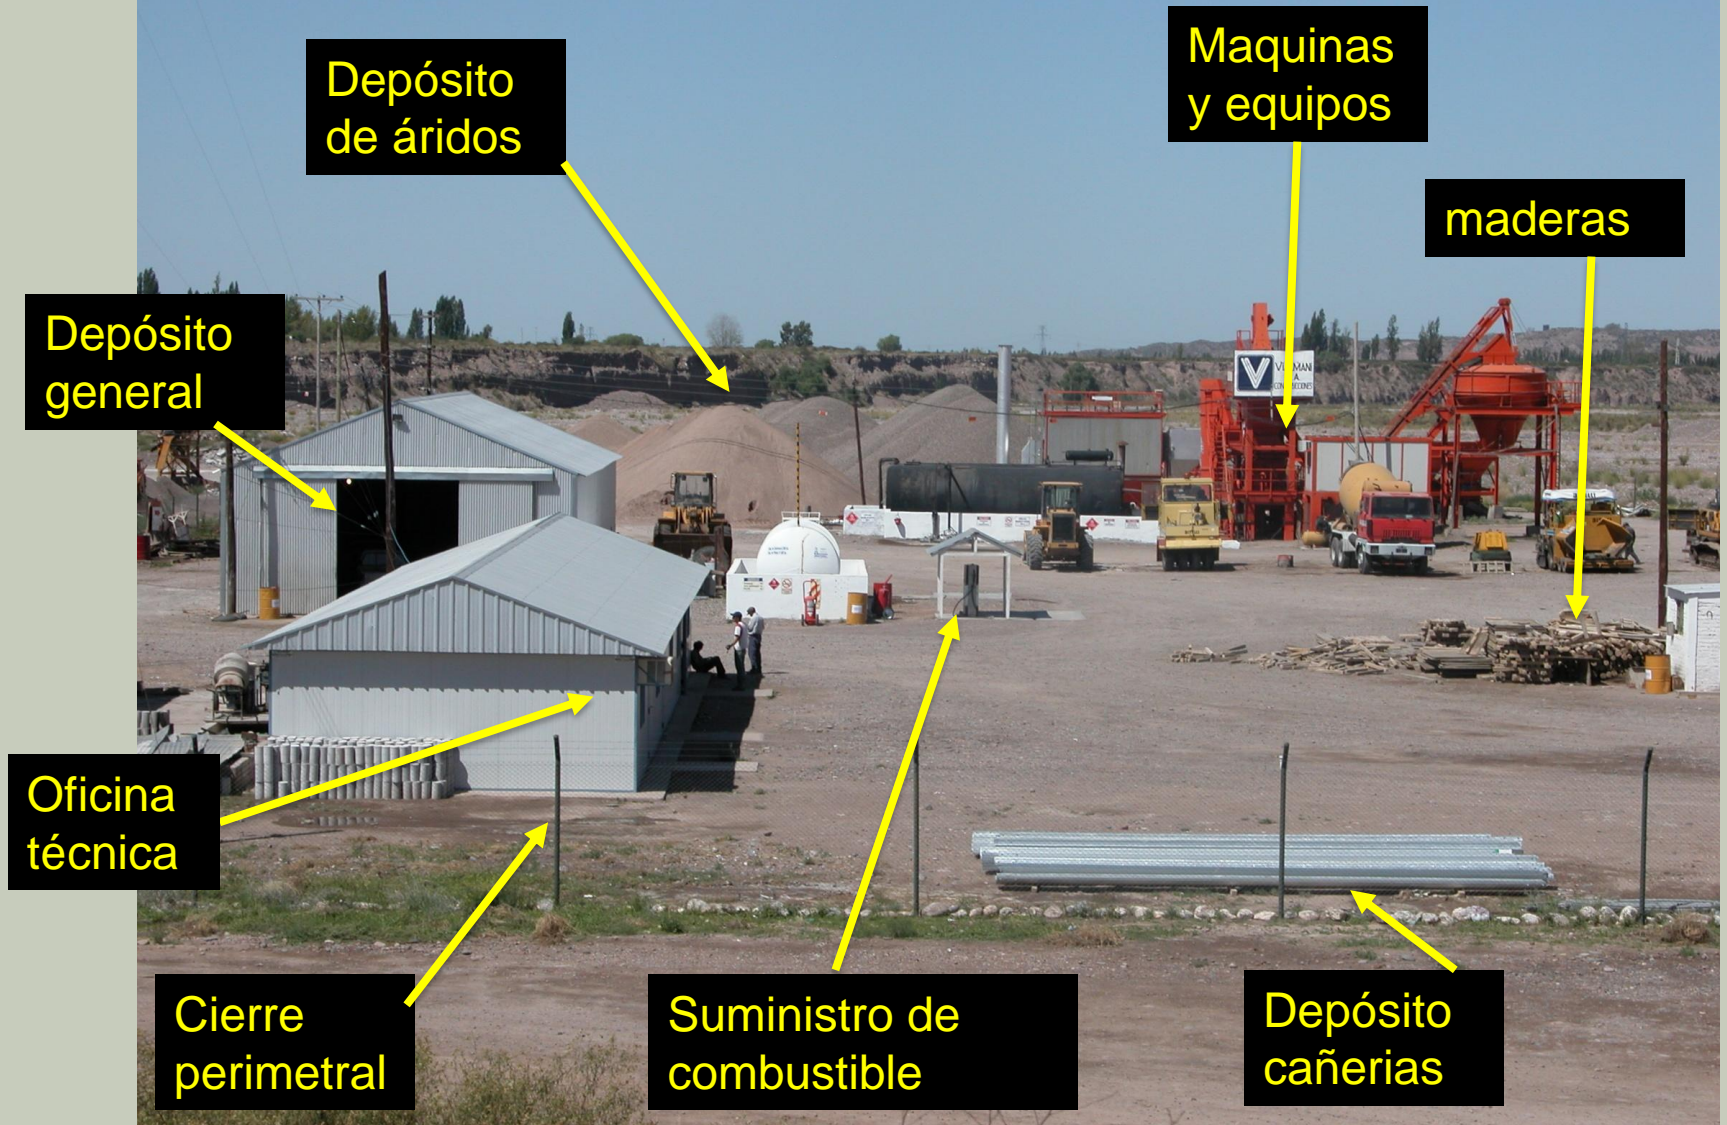 Depósito
de áridos
Maquinas
y equipos
maderas
Depósito
general
V
Oficina
técnica
Cierre
perimetral
Suministro de
combustible
Depósito
cañerias